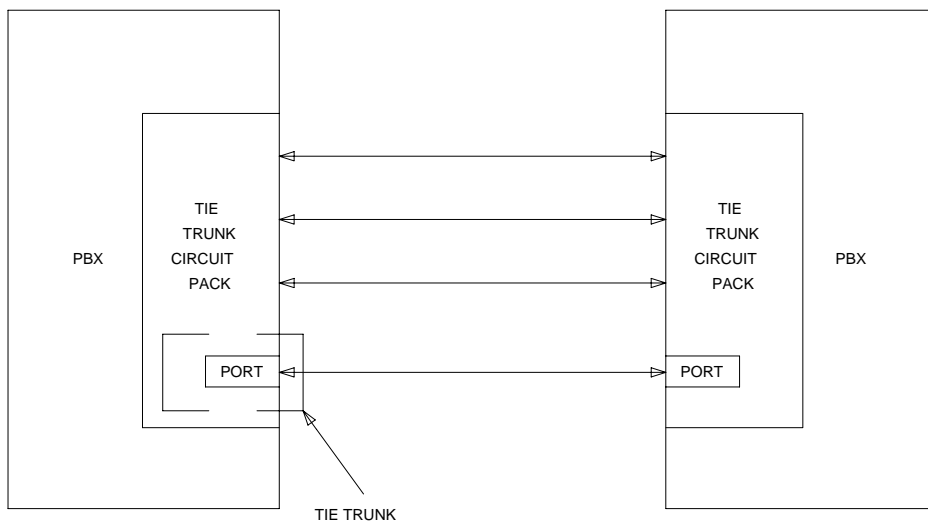 PBX
TIE
TRUNK
CIRCUIT
PACK
PORT
TIE TRUNK
TIE
TRUNK
CIRCUIT
PACK
PORT
PBX